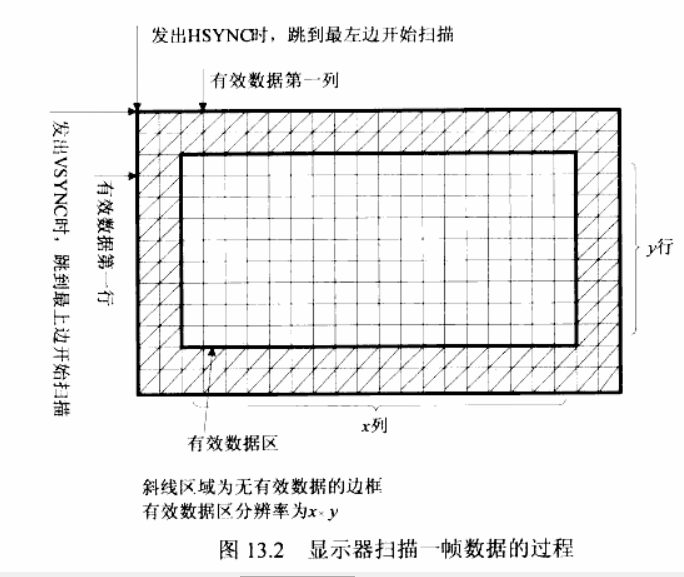 发出HSYNC时，跳到最左边开始扫描
有效数据第一列
发出VSYNC时，跳到最上边开始扫描
有效数据第一行
y行
x列
有效数据区
斜线区域为无有效数据的边框
有效数据区分辨率为x×y
图 13.2 显示器扫描一帧数据的过程